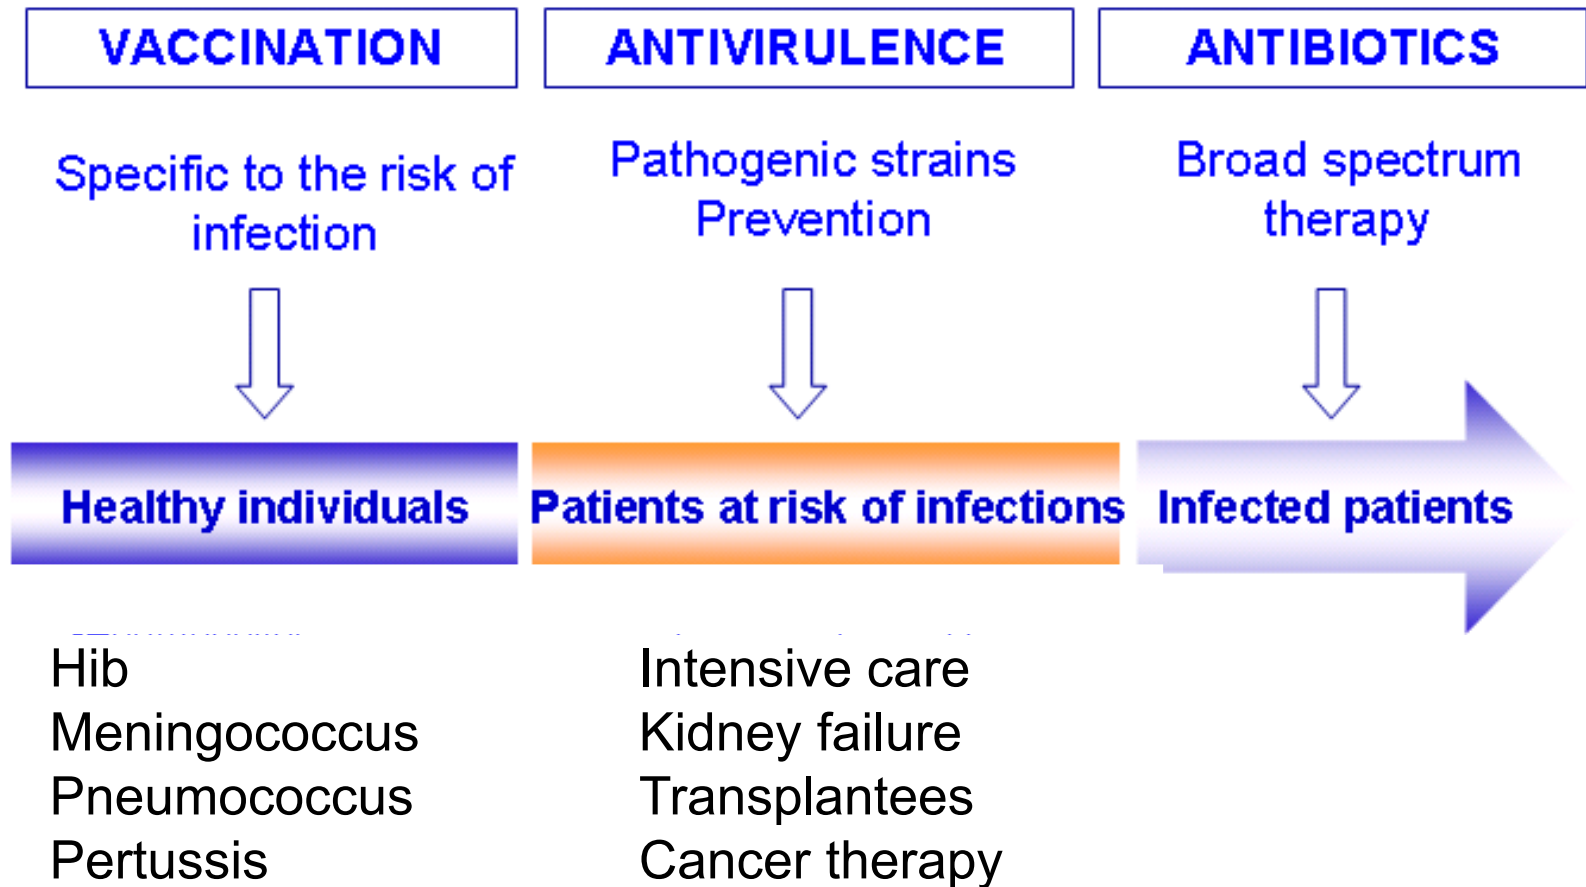 VACCINATION
ANTIVIRULENCE
ANTIBIOTICS
Specific to the risk of
infection
Pathogenic strains
Prevention
Broad spectrum
therapy
Healthy individuals
Patients at risk of infections
Infected patients
Hib
Meningococcus
Pneumococcus
Pertussis
Intensive care
Kidney failure
Transplantees
Cancer therapy